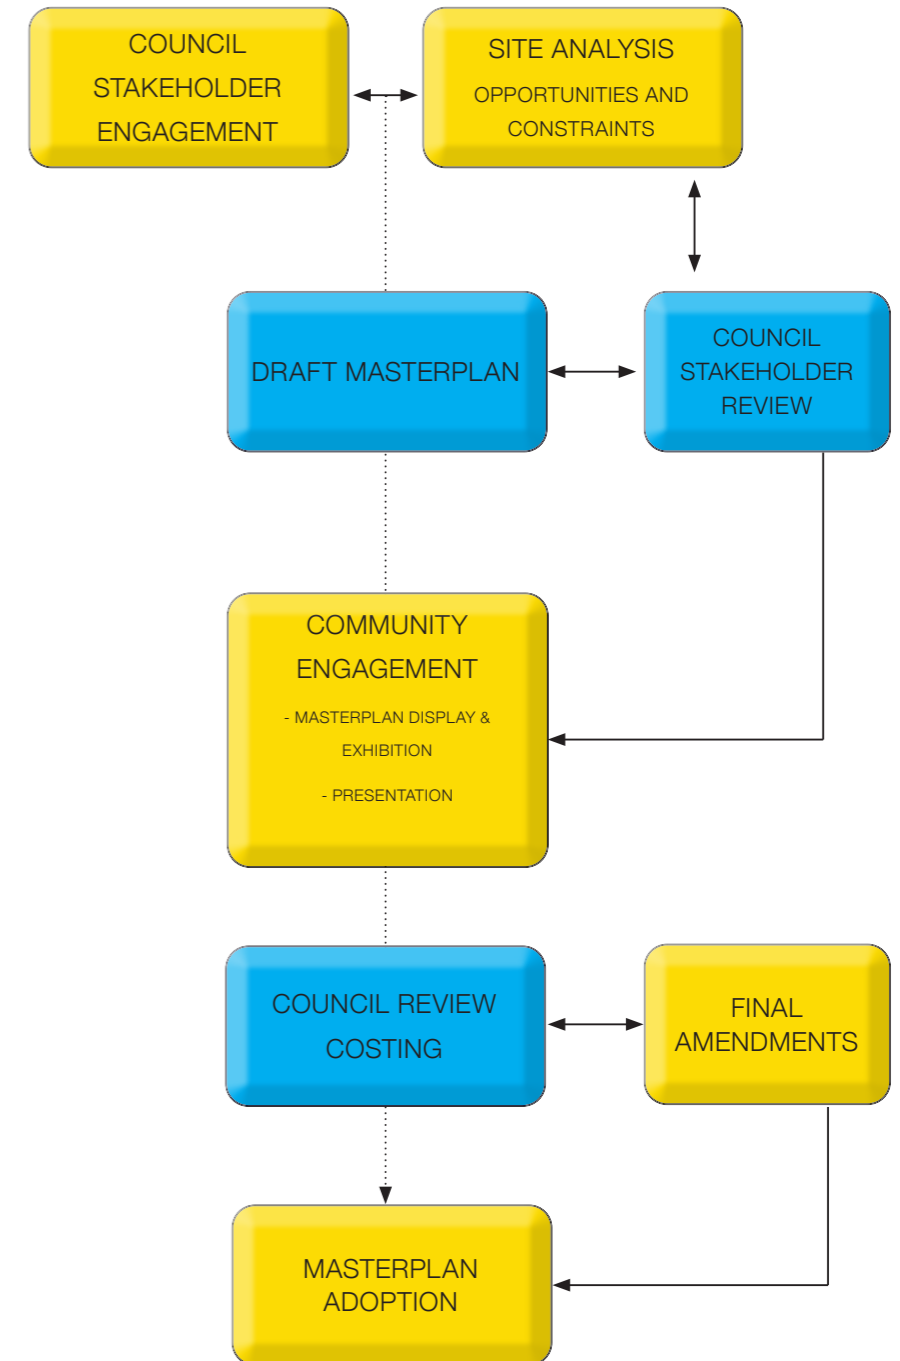 COUNCIL
STAKEHOLDER
ENGAGEMENT
SITE ANALYSIS
OPPORTUNITIES AND
CONSTRAINTS
DRAFT MASTERPLAN
COUNCIL
STAKEHOLDER
REVIEW
COMMUNITY
ENGAGEMENT
- MASTERPLAN DISPLAY &
EXHIBITION
- PRESENTATION
COUNCIL REVIEW
COSTING
FINAL
AMENDMENTS
MASTERPLAN
ADOPTION